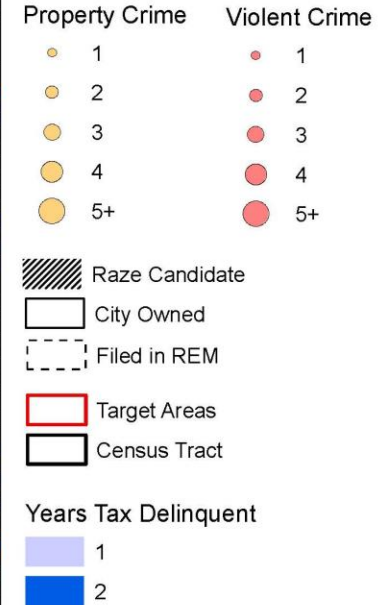 Property Crime Violent Crime
1 1
2 2
3 3
4 4
5+ 5+
Raze Candidate
City Owned
Filed in REM
Target Areas
Census Tract
Years Tax Delinquent
1
2